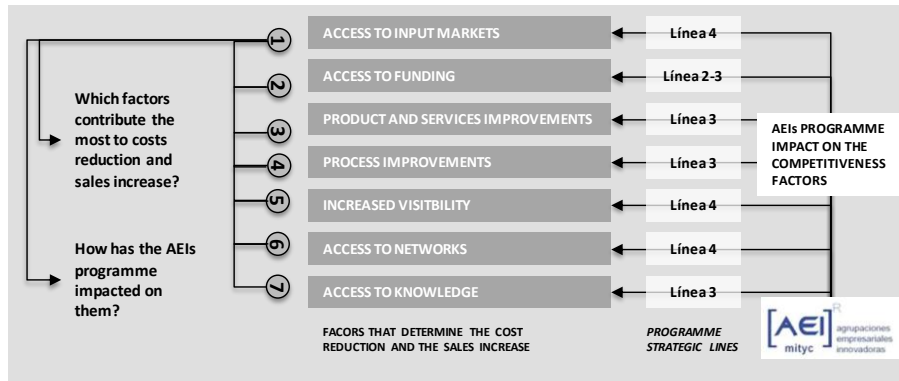 Which factors
contribute the
most to costs
reduction and
sales increase?
How has the AEIs
programme
impacted on
them?
1 ACCESS TO INPUT MARKETS Línea 4
2 ACCESS TO FUNDING Línea 2-3
3 PRODUCT AND SERVICES IMPROVEMENTS Línea 3
4 PROCESS IMPROVEMENTS Línea 3
5 INCREASED VISITBILITY Línea 4
6 ACCESS TO NETWORKS Línea 4
7 ACCESS TO KNOWLEDGE Línea 3
FACORS THAT DETERMINE THE COST
REDUCTION AND THE SALES INCREASE
PROGRAMME
STRATEGIC LINES
AEIs PROGRAMME
IMPACT ON THE
COMPETITIVENESS
FACTORS
[AEI]R
mityc
agrupaciones
empresariales
innovadoras